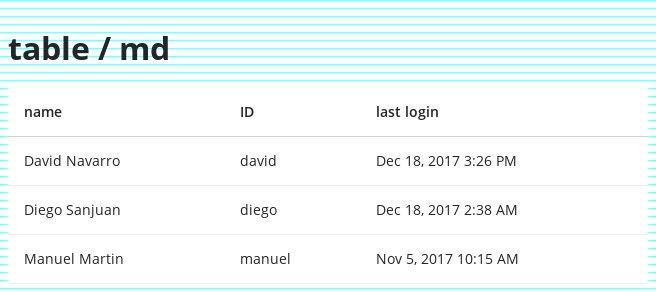 table / md
name ID last login
David Navarro david Dec 18, 2017 3:26 PM
Diego Sanjuan diego Dec 18, 2017 2:38 AM
Manuel Martin manuel Nov 5, 2017 10:15 AM